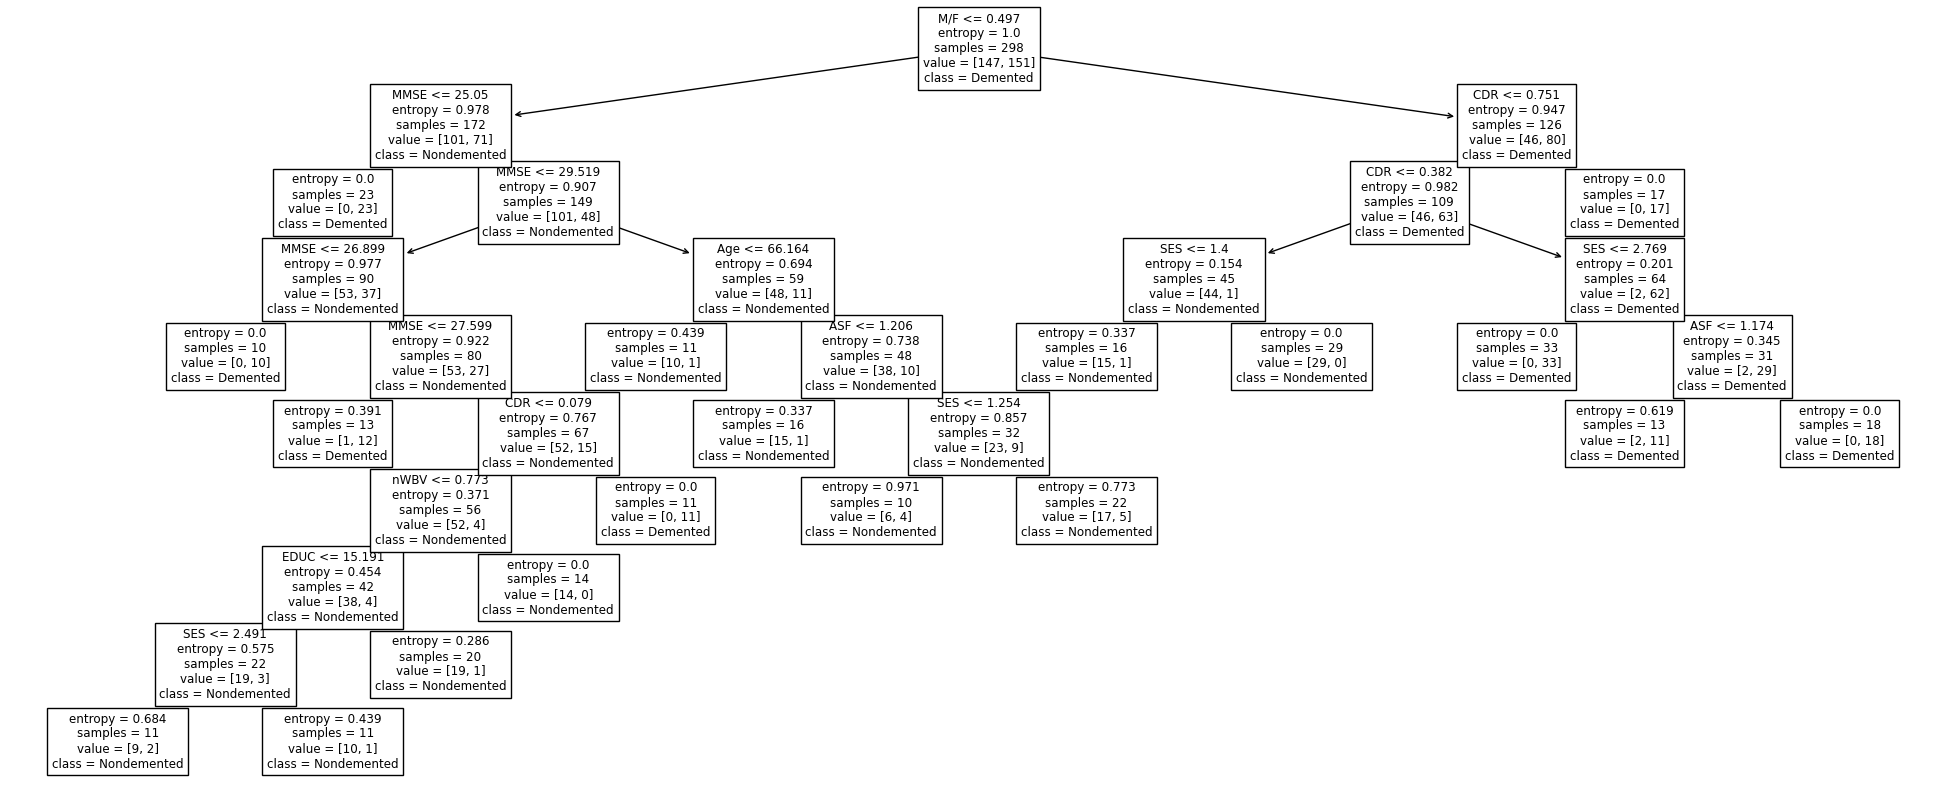 M/F <= 0.497
entropy = 1.0
samples = 298
value = [147, 151]
class = Demented
MMSE <= 25.05
entropy = 0.978
samples = 172
value = [101, 71]
class = Nondemented
CDR <= 0.751
entropy = 0.947
samples = 126
value = [46, 80]
class = Demented
entropy = 0.0
samples = 23
value = [0, 23]
class = Demented
MMSE <= 29.519
entropy = 0.907
samples = 149
value = [101, 48]
class = Nondemented
CDR <= 0.382
entropy = 0.982
samples = 109
value = [46, 63]
class = Demented
entropy = 0.0
samples = 17
value = [0, 17]
class = Demented
MMSE <= 26.899
entropy = 0.977
samples = 90
value = [53, 37]
class = Nondemented
Age <= 66.164
entropy = 0.694
samples = 59
value = [48, 11]
class = Nondemented
SES <= 1.4
entropy = 0.154
samples = 45
value = [44, 1]
class = Nondemented
SES <= 2.769
entropy = 0.201
samples = 64
value = [2, 62]
class = Demented
entropy = 0.0
samples = 10
value = [0, 10]
class = Demented
MMSE <= 27.599
entropy = 0.922
samples = 80
value = [53, 27]
class = Nondemented
entropy = 0.439
samples = 11
value = [10, 1]
class = Nondemented
ASF <= 1.206
entropy = 0.738
samples = 48
value = [38, 10]
class = Nondemented
entropy = 0.337
samples = 16
value = [15, 1]
class = Nondemented
entropy = 0.0
samples = 29
value = [29, 0]
class = Nondemented
entropy = 0.0
samples = 33
value = [0, 33]
class = Demented
ASF <= 1.174
entropy = 0.345
samples = 31
value = [2, 29]
class = Demented
entropy = 0.391
samples = 13
value = [1, 12]
class = Demented
CDR <= 0.079
entropy = 0.767
samples = 67
value = [52, 15]
class = Nondemented
entropy = 0.337
samples = 16
value = [15, 1]
class = Nondemented
SES <= 1.254
entropy = 0.857
samples = 32
value = [23, 9]
class = Nondemented
entropy = 0.619
samples = 13
value = [2, 11]
class = Demented
entropy = 0.0
samples = 18
value = [0, 18]
class = Demented
nWBV <= 0.773
entropy = 0.371
samples = 56
value = [52, 4]
class = Nondemented
entropy = 0.0
samples = 11
value = [0, 11]
class = Demented
entropy = 0.971
samples = 10
value = [6, 4]
class = Nondemented
entropy = 0.773
samples = 22
value = [17, 5]
class = Nondemented
EDUC <= 15.191
entropy = 0.454
samples = 42
value = [38, 4]
class = Nondemented
entropy = 0.0
samples = 14
value = [14, 0]
class = Nondemented
SES <= 2.491
entropy = 0.575
samples = 22
value = [19, 3]
class = Nondemented
entropy = 0.286
samples = 20
value = [19, 1]
class = Nondemented
entropy = 0.684
samples = 11
value = [9, 2]
class = Nondemented
entropy = 0.439
samples = 11
value = [10, 1]
class = Nondemented